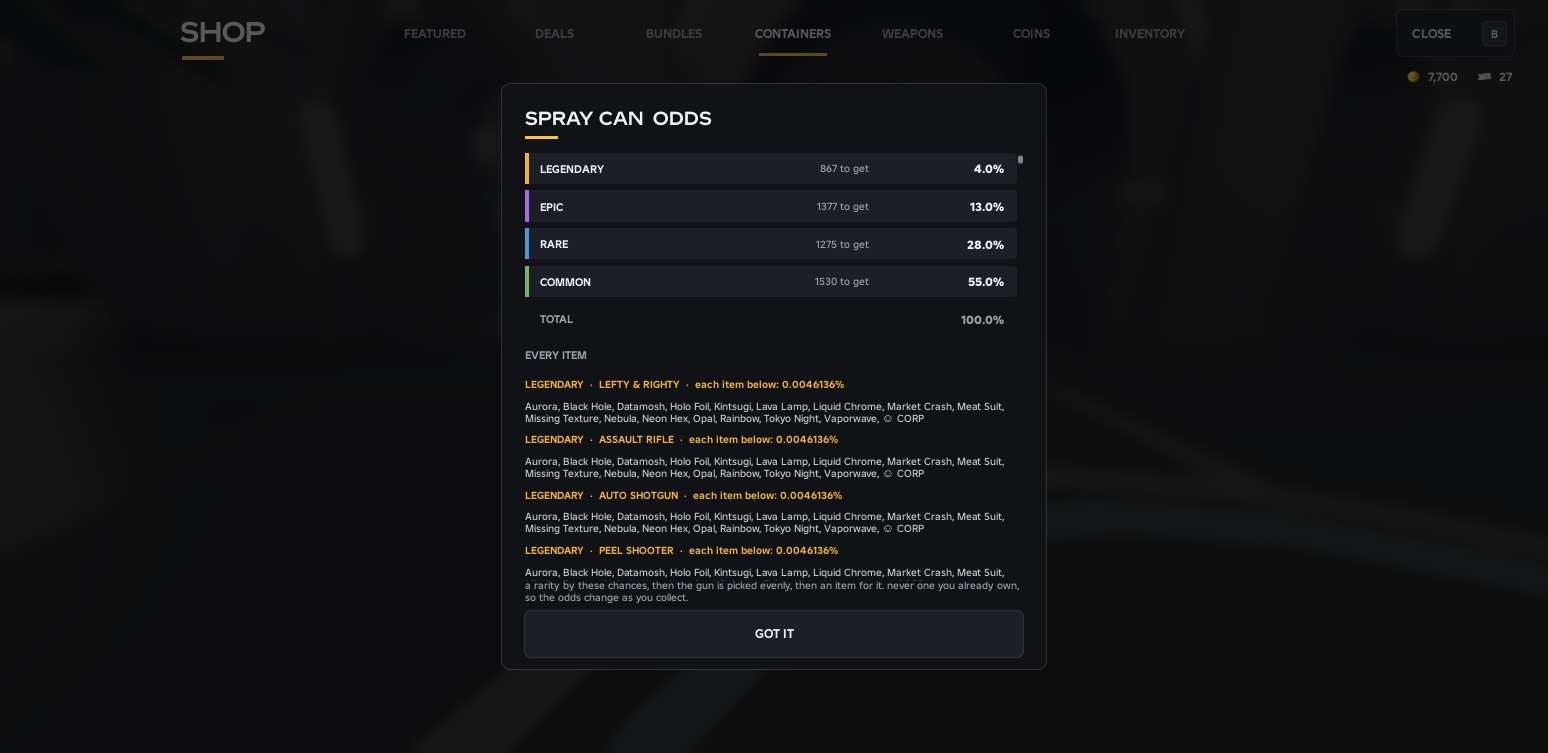 SHOP
FEATURED
DEALS
BUNDLES
CONTAINERS
WEAPONS
COINS
INVENTORY
CLOSE B
7,700 27
SPRAY CAN ODDS
LEGENDARY 867 to get 4.0%
EPIC 1377 to get 13.0%
RARE 1275 to get 28.0%
COMMON 1530 to get 55.0%
TOTAL 100.0%
EVERY ITEM
LEGENDARY · LEFTY & RIGHTY · each item below: 0.0046136%
Aurora, Black Hole, Datamosh, Holo Foil, Kintsugi, Lava Lamp, Liquid Chrome, Market Crash, Meat Suit,
Missing Texture, Nebula, Neon Hex, Opal, Rainbow, Tokyo Night, Vaporwave, ☺ CORP
LEGENDARY · ASSAULT RIFLE · each item below: 0.0046136%
Aurora, Black Hole, Datamosh, Holo Foil, Kintsugi, Lava Lamp, Liquid Chrome, Market Crash, Meat Suit,
Missing Texture, Nebula, Neon Hex, Opal, Rainbow, Tokyo Night, Vaporwave, ☺ CORP
LEGENDARY · AUTO SHOTGUN · each item below: 0.0046136%
Aurora, Black Hole, Datamosh, Holo Foil, Kintsugi, Lava Lamp, Liquid Chrome, Market Crash, Meat Suit,
Missing Texture, Nebula, Neon Hex, Opal, Rainbow, Tokyo Night, Vaporwave, ☺ CORP
LEGENDARY · PEEL SHOOTER · each item below: 0.0046136%
Aurora, Black Hole, Datamosh, Holo Foil, Kintsugi, Lava Lamp, Liquid Chrome, Market Crash, Meat Suit,
a rarity by these chances, then the gun is picked evenly, then an item for it. never one you already own,
so the odds change as you collect.
GOT IT